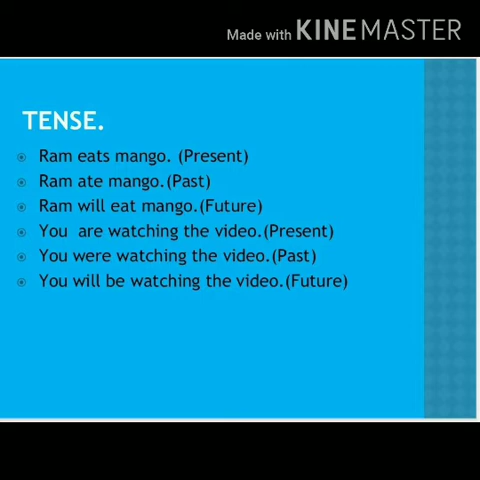 Made with KINEMASTER
TENSE.
Ram eats mango. (Present)
Ram ate mango.(Past)
Ram will eat mango.(Future)
You are watching the video.(Present)
You were watching the video.(Past)
You will be watching the video.(Future)